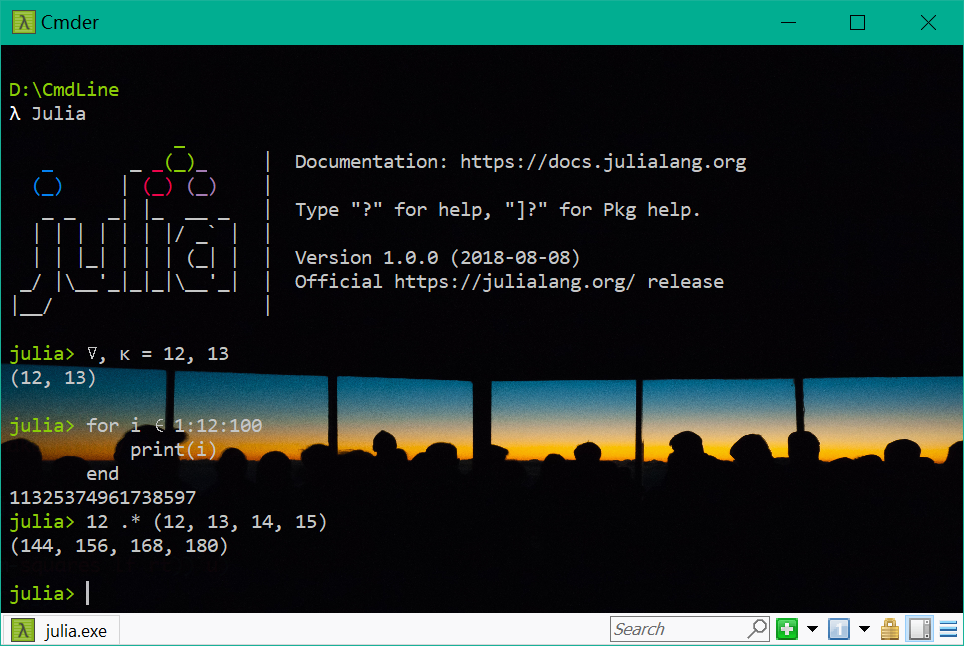 Cmder
D:\CmdLine
λ Julia
Documentation: https://docs.julialang.org
Type "?" for help, "]?" for Pkg help.
Version 1.0.0 (2018-08-08)
Official https://julialang.org/ release
julia> ∇, κ = 12, 13
(12, 13)
julia> for i ∈ 1:12:100
print(i)
end
11325374961738597
julia> 12 .* (12, 13, 14, 15)
(144, 156, 168, 180)
julia>
julia.exe
Search
1